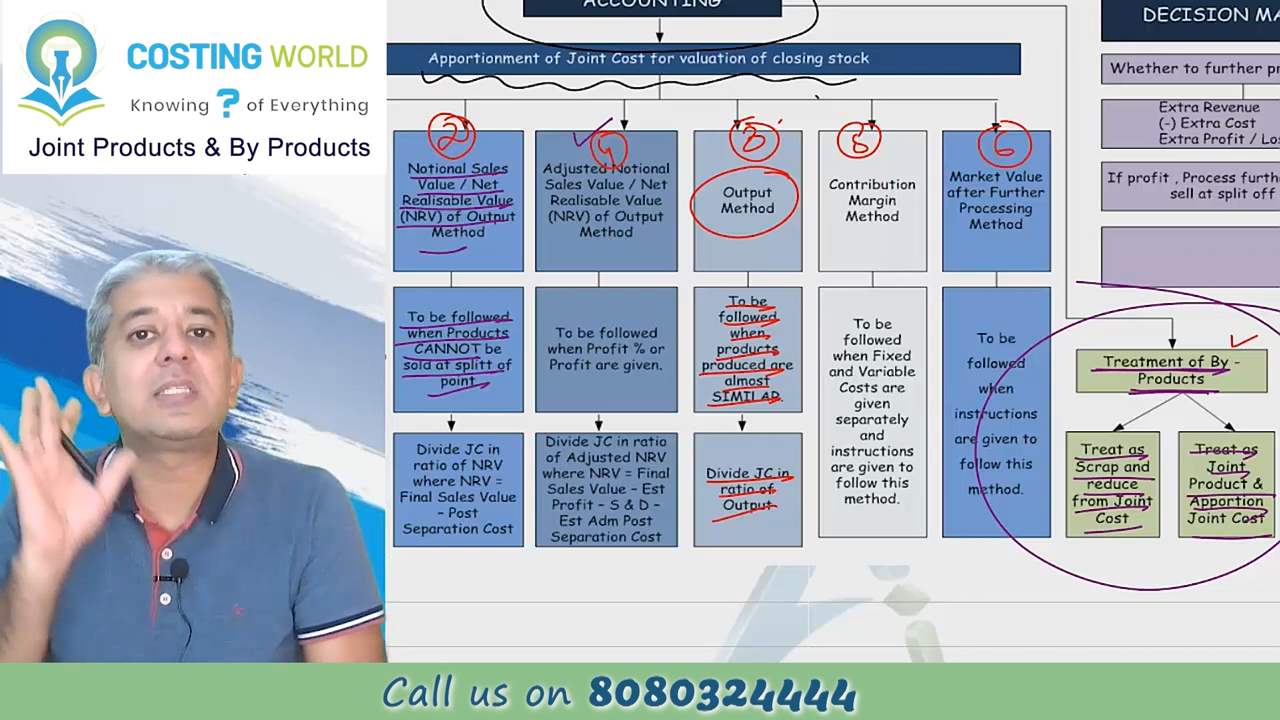 COSTING WORLD
Knowing ? of Everything
Joint Products & By Products
ACCOUNTING
Apportionment of Joint Cost for valuation of closing stock
2
Notional Sales
Value / Net
Realisable Value
(NRV) of Output
Method
To be followed
when Products
CANNOT be
sold at splitt of
point
Divide JC in
ratio of NRV
where NRV =
Final Sales Value
- Post
Separation Cost
Adjusted Notional
Sales Value / Net
Realisable Value
(NRV) of Output
Method
To be followed
when Profit % or
Profit are given.
Divide JC in ratio
of Adjusted NRV
where NRV = Final
Sales Value - Est
Profit - S & D -
Est Adm Post
Separation Cost
3
Output
Method
To be
followed
when
products
produced are
almost
SIMILAR.
Divide JC in
ratio of
Output
Contribution
Margin
Method
To be
followed
when Fixed
and Variable
Costs are
given
separately
and
instructions
are given to
follow this
method.
6
Market Value
after Further
Processing
Method
To be
followed
when
instructions
are given to
follow this
method.
DECISION MA
Whether to further pr
Extra Revenue
(-) Extra Cost
Extra Profit / Los
If profit , Process furth
sell at split off
Treatment of By -
Products
Treat as
Scrap and
reduce
from Joint
Cost
Treat as
Joint
Product &
Apportion
Joint Cost
Call us on 8080324444